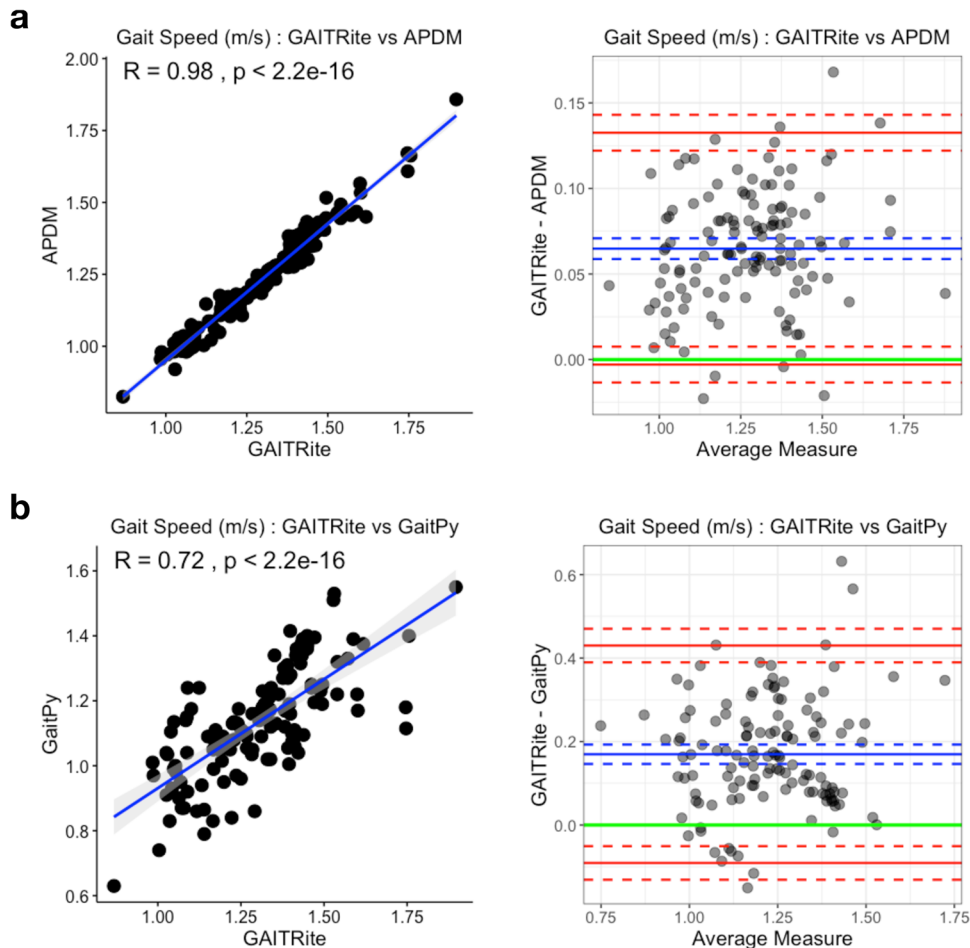 a
Gait Speed (m/s) : GAITRite vs APDM
R = 0.98 , p < 2.2e-16
2.00
1.75
1.50
1.25
1.00
APDM
1.00 1.25 1.50 1.75
GAITRite
Gait Speed (m/s) : GAITRite vs APDM
0.15
0.10
0.05
0.00
GAITRite - APDM
1.00 1.25 1.50 1.75
Average Measure
b
Gait Speed (m/s) : GAITRite vs GaitPy
R = 0.72 , p < 2.2e-16
1.6
1.4
1.2
1.0
0.8
0.6
GaitPy
1.00 1.25 1.50 1.75
GAITRite
Gait Speed (m/s) : GAITRite vs GaitPy
0.6
0.4
0.2
0.0
GAITRite - GaitPy
0.75 1.00 1.25 1.50 1.75
Average Measure